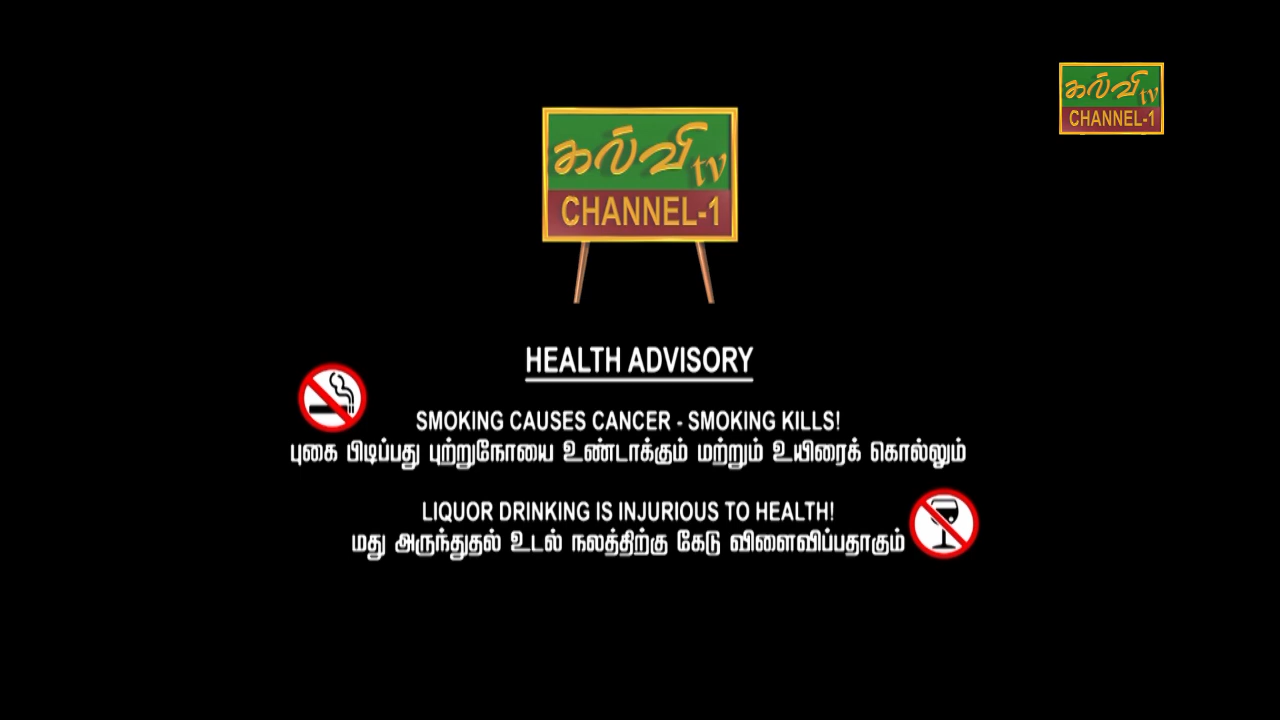 கல்வி tv
CHANNEL-1
கல்வி tv
CHANNEL-1
HEALTH ADVISORY
SMOKING CAUSES CANCER - SMOKING KILLS!
புகை பிடிப்பது புற்றுநோயை உண்டாக்கும் மற்றும் உயிரைக் கொல்லும்
LIQUOR DRINKING IS INJURIOUS TO HEALTH!
மது அருந்துதல் உடல் நலத்திற்கு கேடு விளைவிப்பதாகும்